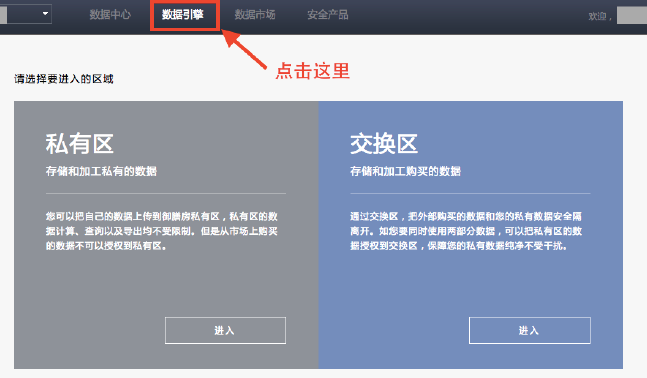 数据中心 数据引擎 数据市场 安全产品 欢迎，
点击这里
请选择要进入的区域
私有区
存储和加工私有的数据
您可以把自己的数据上传到御膳房私有区，私有区的数
据计算、查询以及导出均不受限制。但是从市场上购买
的数据不可以授权到私有区。
进入
交换区
存储和加工购买的数据
通过交换区，把外部购买的数据和您的私有数据安全隔
离开。如您要同时使用两部分数据，可以把私有区的数
据授权到交换区，保障您的私有数据纯净不受干扰。
进入